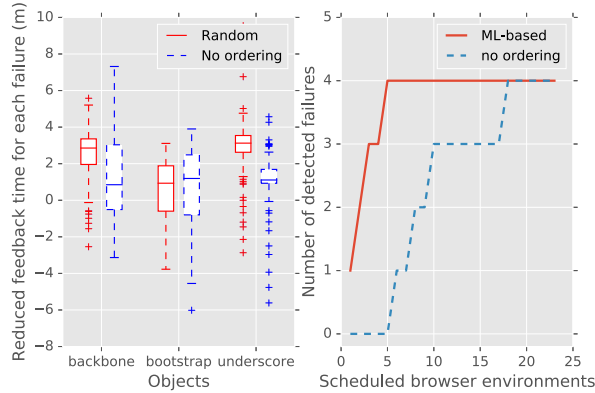 Reduced feedback time for each failure (m)
10
8
6
4
2
0
−2
−4
−6
−8
Random
No ordering
backbone
bootstrap
underscore
Objects
Number of detected failures
5
4
3
2
1
0
ML-based
no ordering
0
5
10
15
20
25
Scheduled browser environments